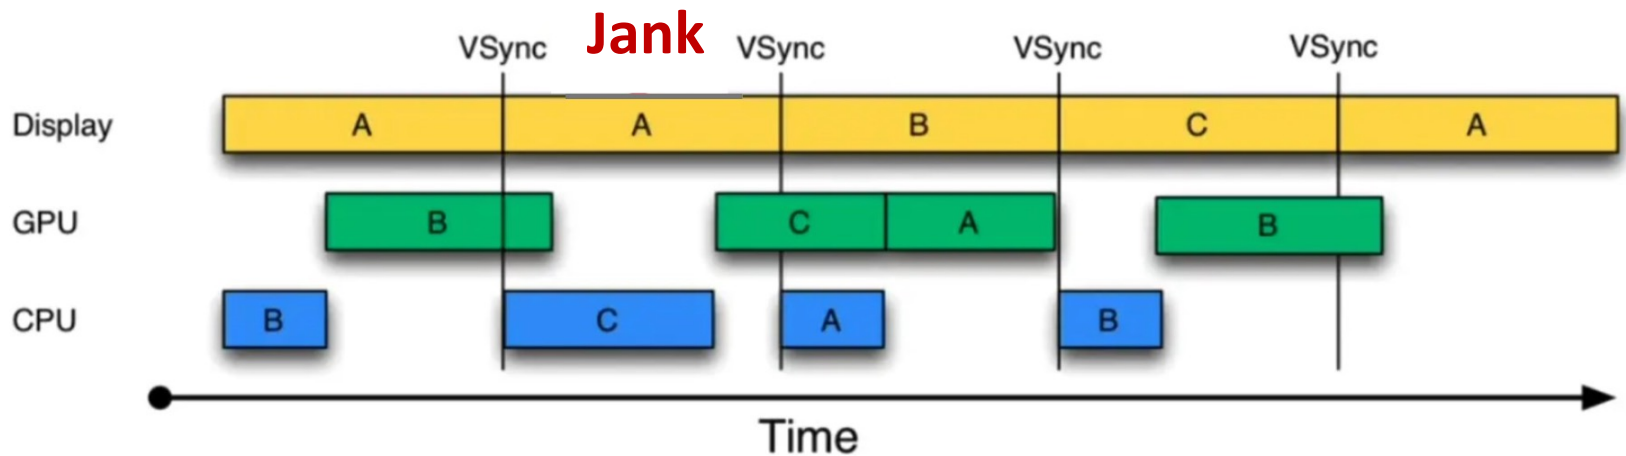 Jank
VSync VSync VSync VSync
Display A A B C A
GPU B C A B
CPU B C A B
Time